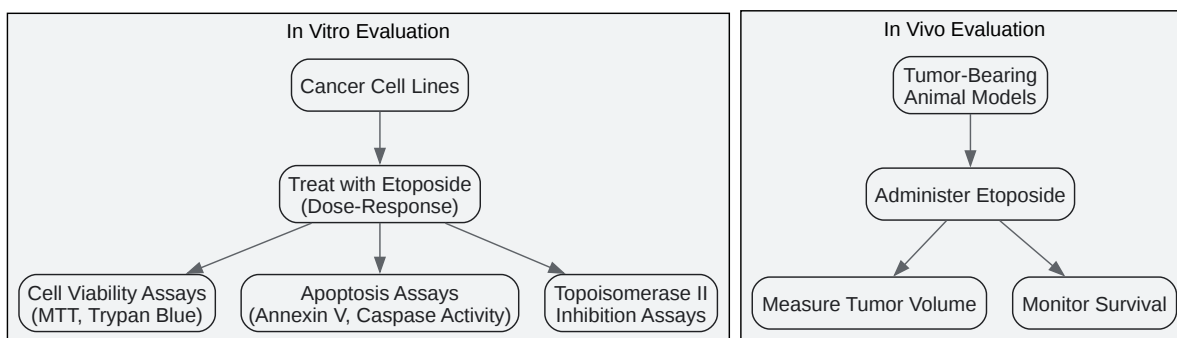 In Vitro Evaluation
Cancer Cell Lines
Treat with Etoposide
(Dose-Response)
Cell Viability Assays
(MTT, Trypan Blue)
Apoptosis Assays
(Annexin V, Caspase Activity)
Topoisomerase II
Inhibition Assays
In Vivo Evaluation
Tumor-Bearing
Animal Models
Administer Etoposide
Measure Tumor Volume
Monitor Survival